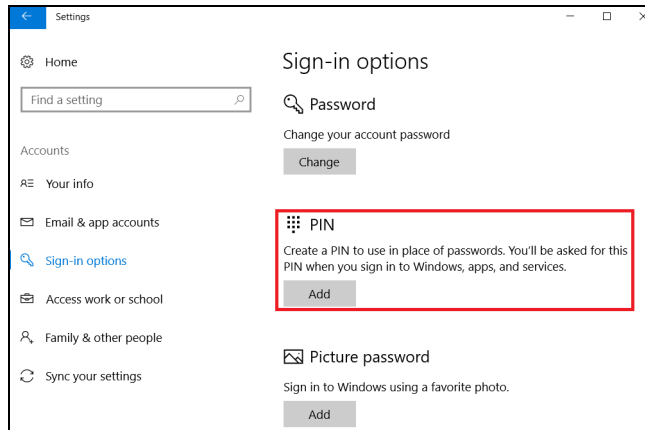 Settings
Home
Find a setting
Accounts
Your info
Email & app accounts
Sign-in options
Access work or school
Family & other people
Sync your settings
Sign-in options
Password
Change your account password
Change
PIN
Create a PIN to use in place of passwords. You'll be asked for this
PIN when you sign in to Windows, apps, and services.
Add
Picture password
Sign in to Windows using a favorite photo.
Add